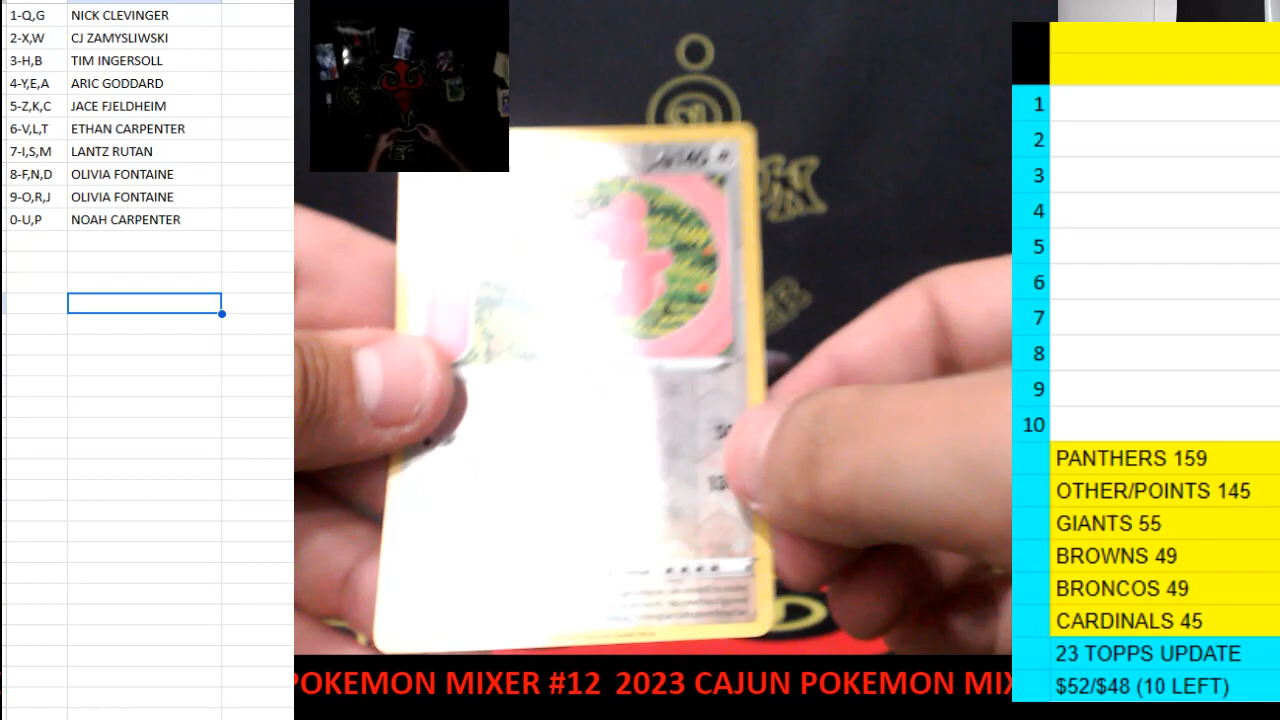 1-Q,G NICK CLEVINGER
2-X,W CJ ZAMYSLIWSKI
3-H,B TIM INGERSOLL
4-Y,E,A ARIC GODDARD
5-Z,K,C JACE FJELDHEIM
6-V,L,T ETHAN CARPENTER
7-I,S,M LANTZ RUTAN
8-F,N,D OLIVIA FONTAINE
9-O,R,J OLIVIA FONTAINE
0-U,P NOAH CARPENTER
POKEMON MIXER #12 2023 CAJUN POKEMON MIX
1
2
3
4
5
6
7
8
9
10
PANTHERS 159
OTHER/POINTS 145
GIANTS 55
BROWNS 49
BRONCOS 49
CARDINALS 45
23 TOPPS UPDATE
$52/$48 (10 LEFT)